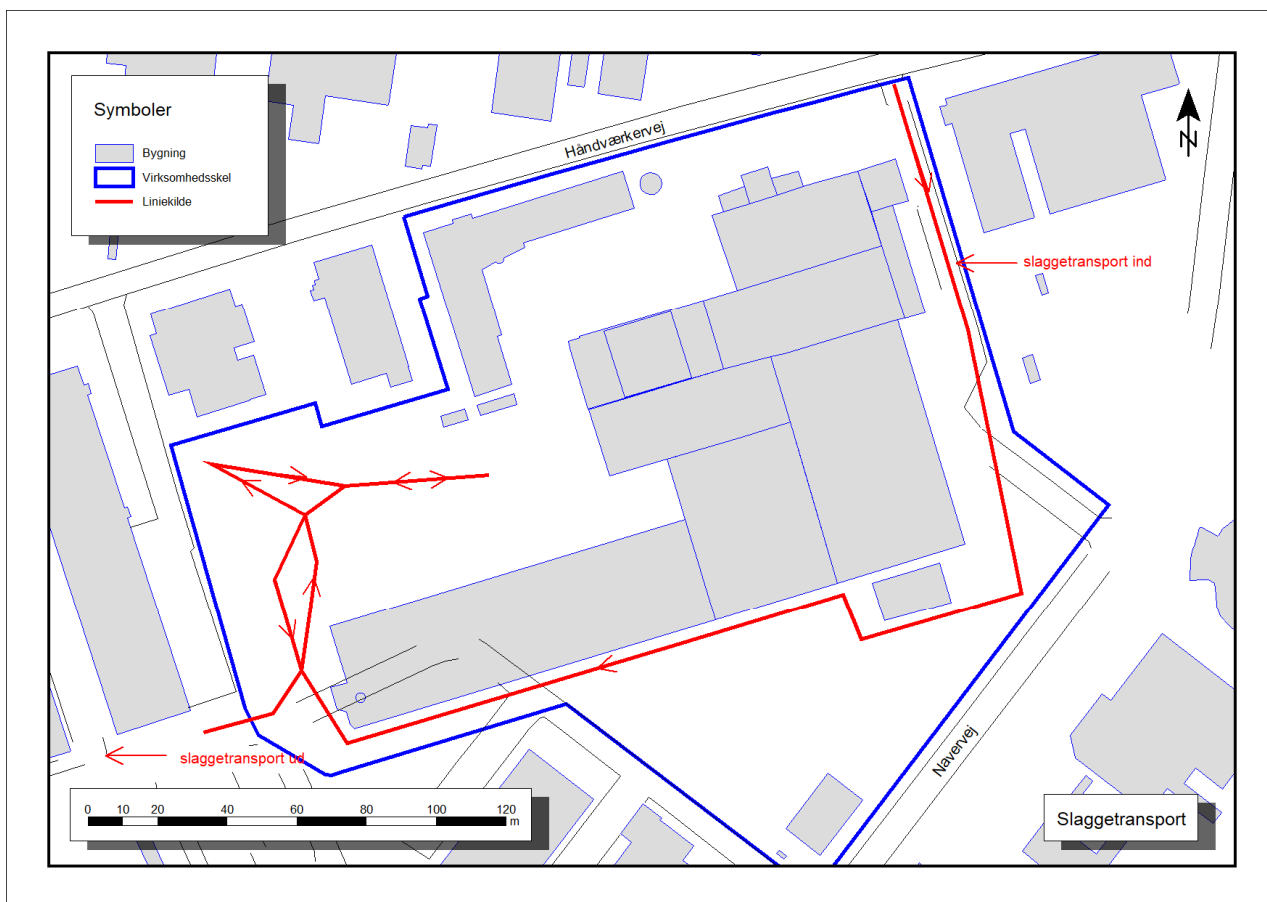 Symboler
Bygning
Virksomhedsskel
Liniekilde
Håndværkervej
N
slaggetransport ind
Navervej
slaggetransport ud
0 10 20 40 60 80 100 120
m
Slaggetransport